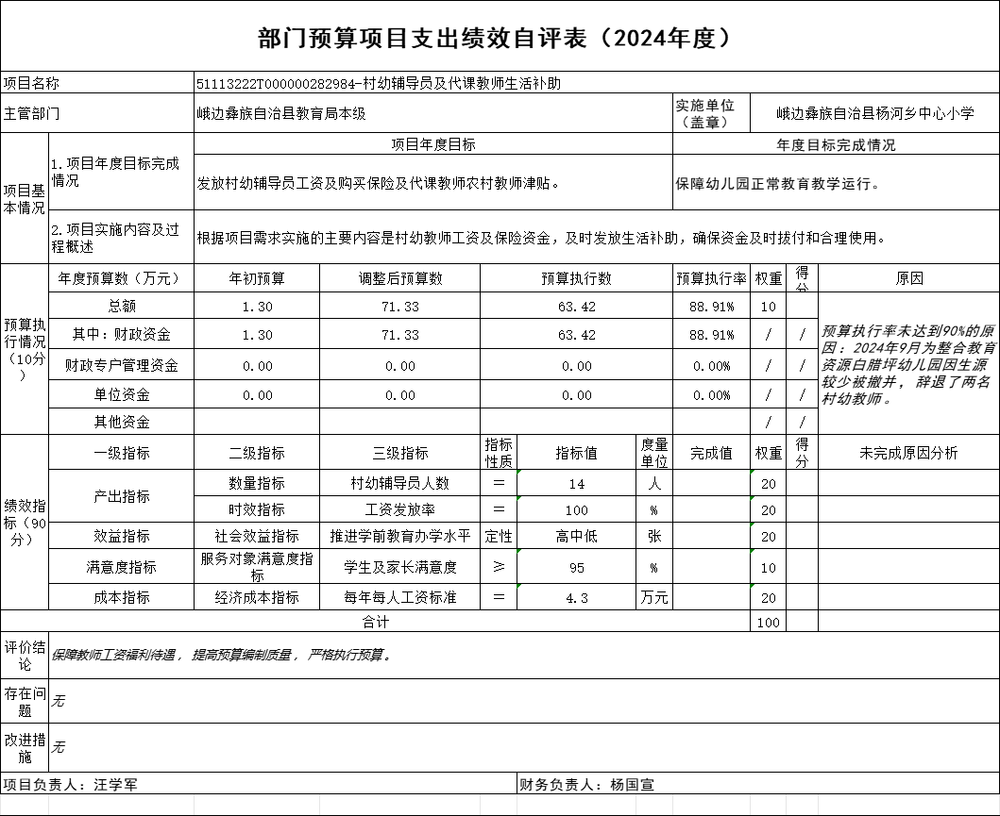 部门预算项目支出绩效自评表（2024年度）
项目名称 51113222T000000282984-村幼辅导员及代课教师生活补助
主管部门 峨边彝族自治县教育局本级 实施单位（盖章） 峨边彝族自治县杨河乡中心小学
项目基本情况 1.项目年度目标完成情况 项目年度目标 年度目标完成情况
发放村幼辅导员工资及购买保险及代课教师农村教师津贴。 保障幼儿园正常教育教学运行。
2.项目实施内容及过程概述 根据项目需求实施的主要内容是村幼教师工资及保险资金，及时发放生活补助，确保资金及时拔付和合理使用。
预算执行情况（10分） 年度预算数（万元） 年初预算 调整后预算数 预算执行数 预算执行率 权重 得分 原因
总额 1.30 71.33 63.42 88.91% 10
其中：财政资金 1.30 71.33 63.42 88.91% / /
财政专户管理资金 0.00 0.00 0.00 0.00% / /
单位资金 0.00 0.00 0.00 0.00% / /
其他资金 / /
预算执行率未达到90%的原因：2024年9月为整合教育资源白腊坪幼儿园因生源较少被撤并，辞退了两名村幼教师。
绩效指标（90分） 一级指标 二级指标 三级指标 指标性质 指标值 度量单位 完成值 权重 得分 未完成原因分析
产出指标 数量指标 村幼辅导员人数 ＝ 14 人 20
时效指标 工资发放率 ＝ 100 % 20
效益指标 社会效益指标 推进学前教育办学水平 定性 高中低 张 20
满意度指标 服务对象满意度指标 学生及家长满意度 ≥ 95 % 10
成本指标 经济成本指标 每年每人工资标准 ＝ 4.3 万元 20
合计 100
评价结论 保障教师工资福利待遇，提高预算编制质量，严格执行预算。
存在问题 无
改进措施 无
项目负责人：汪学军 财务负责人：杨国宣